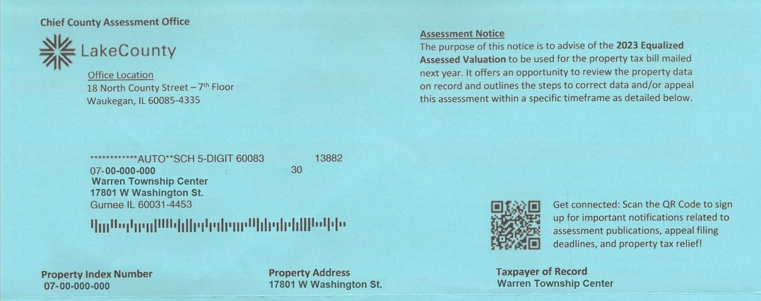 Chief County Assessment Office
LakeCounty
Office Location
18 North County Street – 7th Floor
Waukegan, IL 60085-4335
Assessment Notice
The purpose of this notice is to advise of the 2023 Equalized
Assessed Valuation to be used for the property tax bill mailed
next year. It offers an opportunity to review the property data
on record and outlines the steps to correct data and/or appeal
this assessment within a specific timeframe as detailed below.
************AUTO**SCH 5-DIGIT 60083 13882
07-00-000-000 30
Warren Township Center
17801 W Washington St.
Gurnee IL 60031-4453
Get connected: Scan the QR Code to sign
up for important notifications related to
assessment publications, appeal filing
deadlines, and property tax relief!
Property Index Number
07-00-000-000
Property Address
17801 W Washington St.
Taxpayer of Record
Warren Township Center